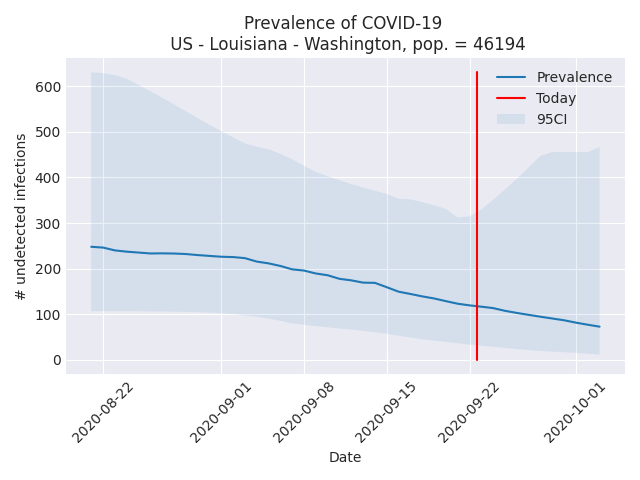 Prevalence of COVID-19
US - Louisiana - Washington, pop. = 46194
# undetected infections
600
500
400
300
200
100
0
Prevalence
Today
95CI
2020-08-22
2020-09-01
2020-09-08
2020-09-15
2020-09-22
2020-10-01
Date